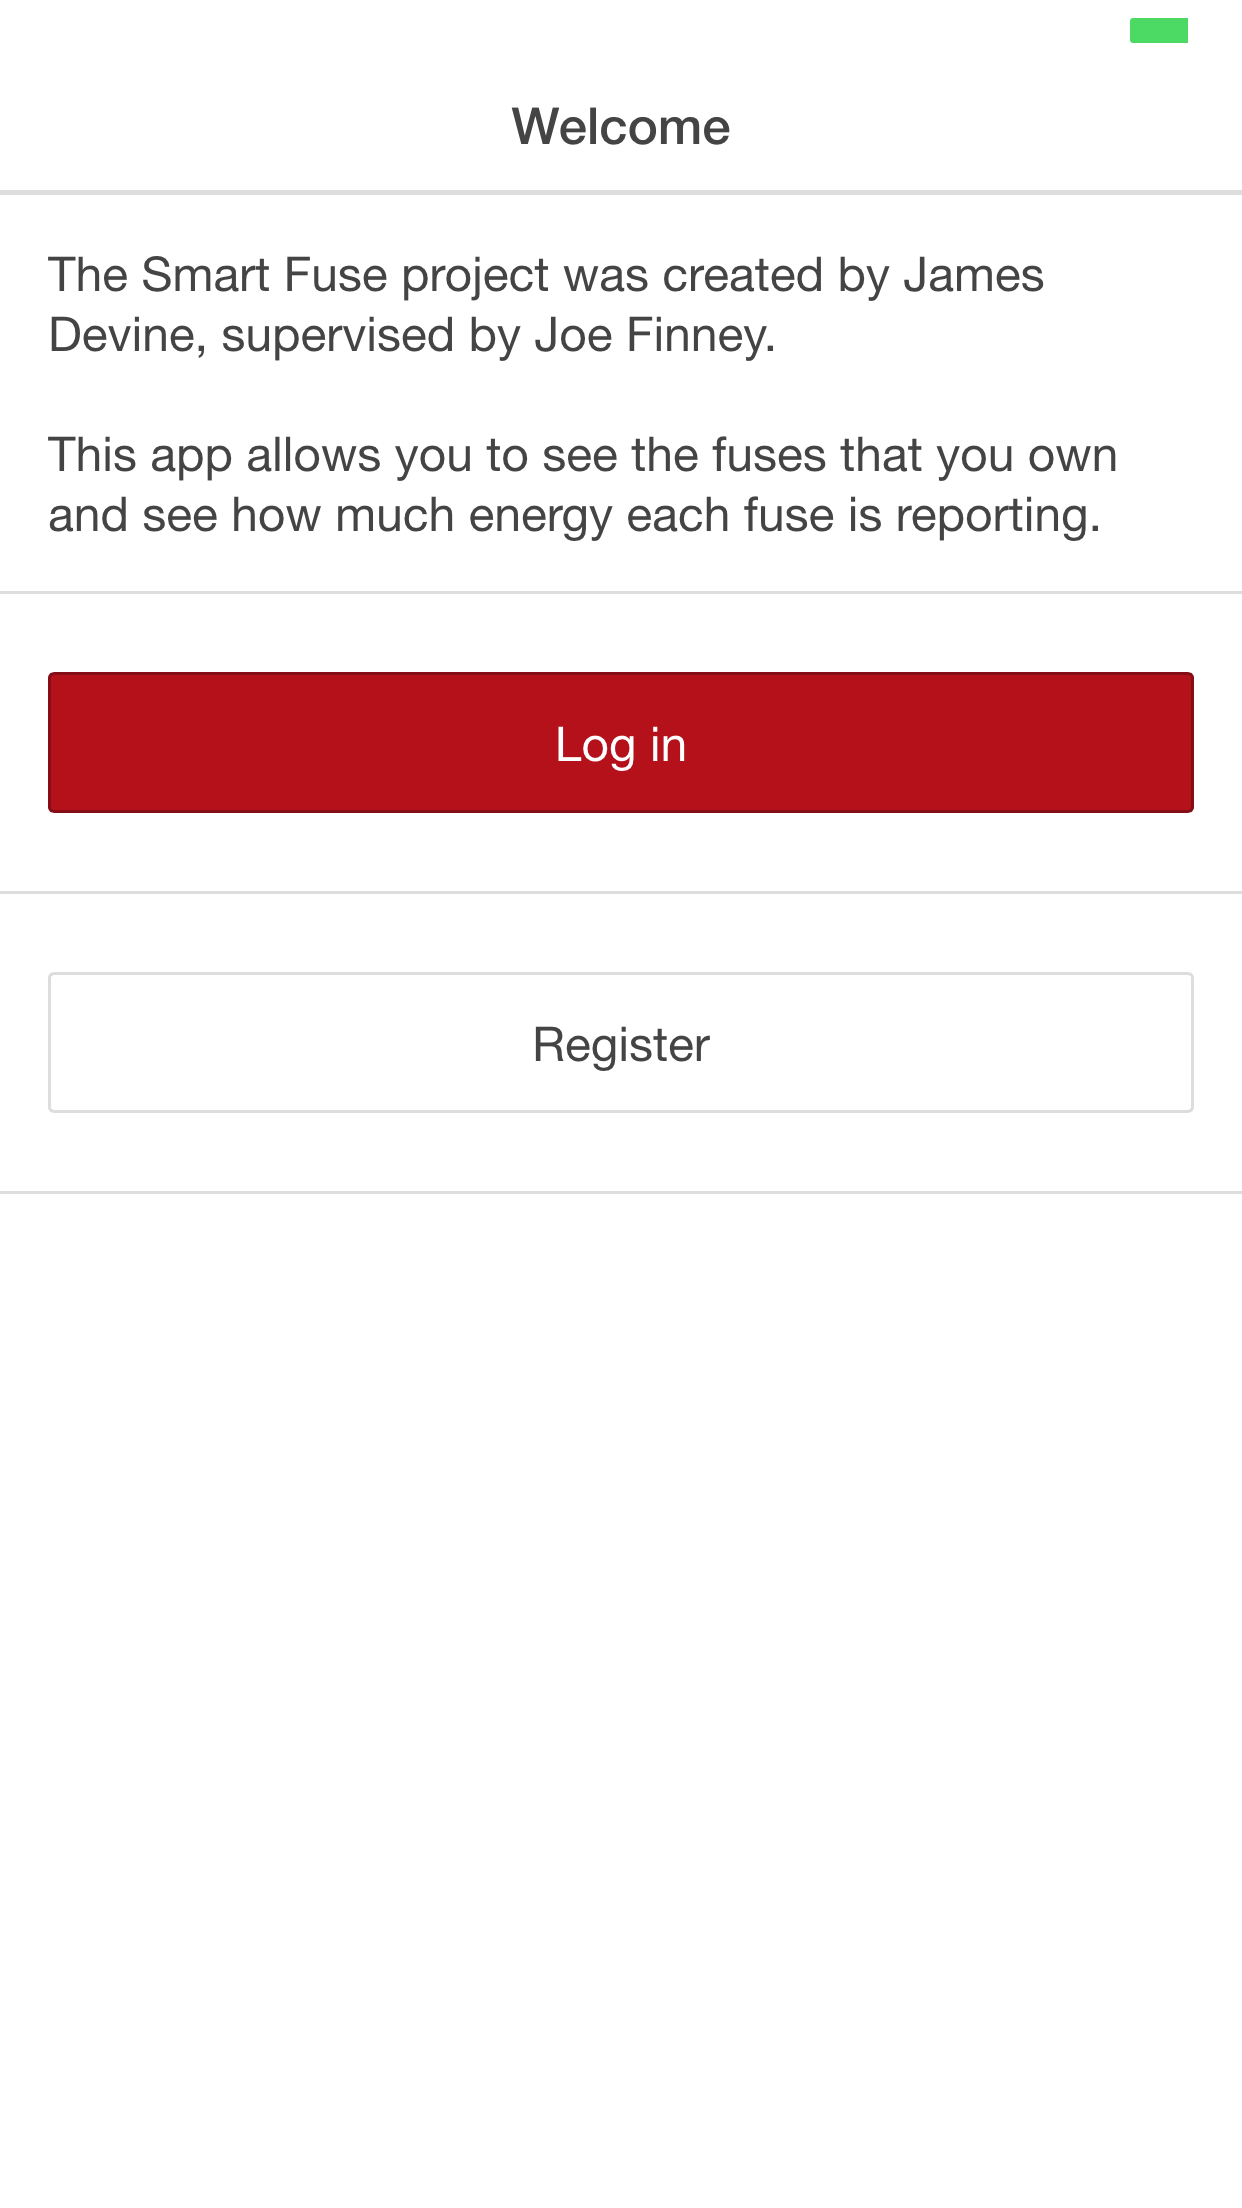 Welcome
The Smart Fuse project was created by James
Devine, supervised by Joe Finney.
This app allows you to see the fuses that you own
and see how much energy each fuse is reporting.
Log in
Register